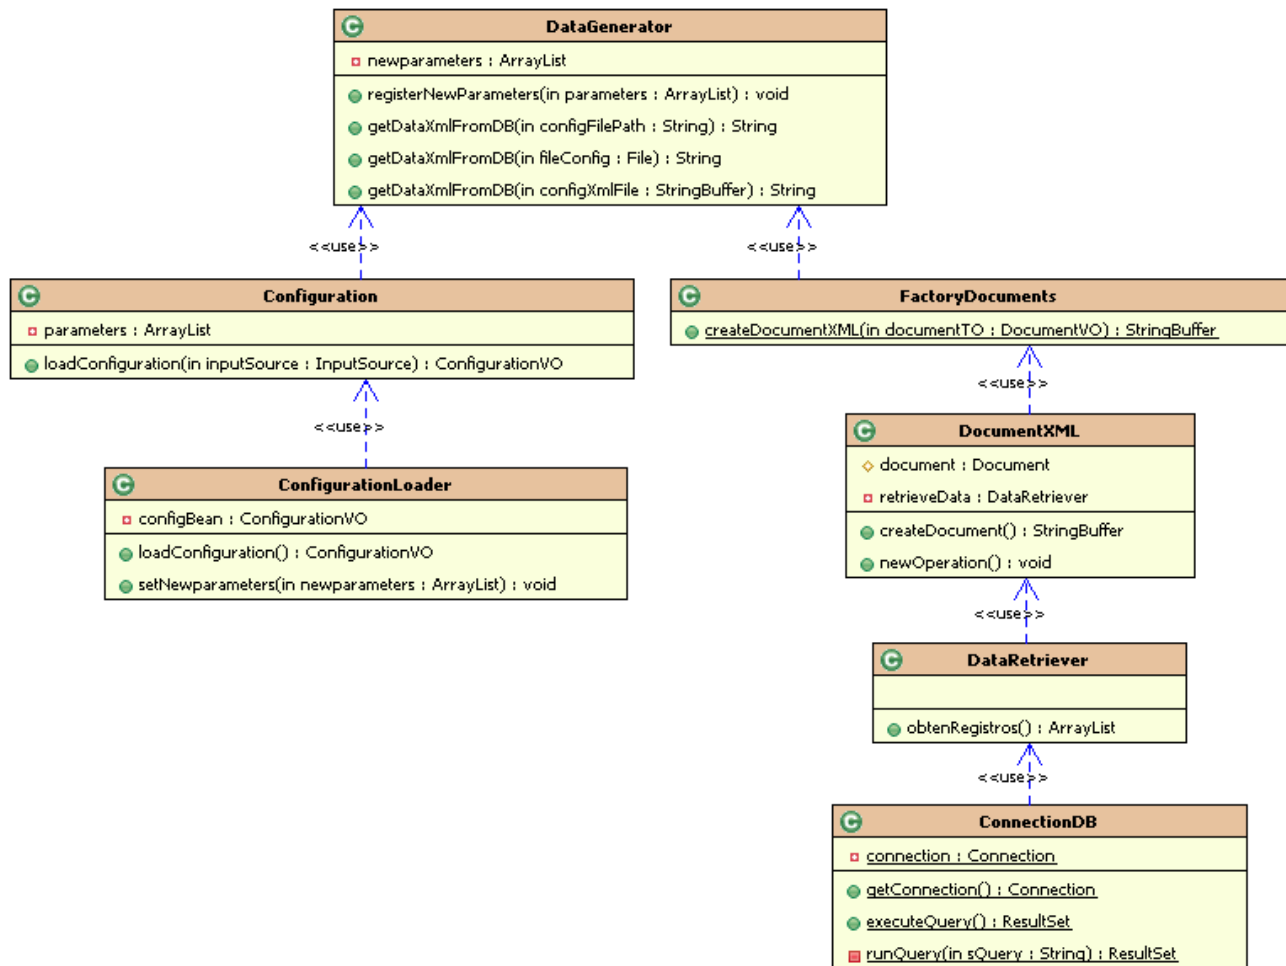 C DataGenerator
newparameters : ArrayList
registerNewParameters(in parameters : ArrayList) : void
getDataXmlFromDB(in configFilePath : String) : String
getDataXmlFromDB(in fileConfig : File) : String
getDataXmlFromDB(in configXmlFile : StringBuffer) : String
<<use>>
<<use>>
C Configuration
parameters : ArrayList
loadConfiguration(in inputSource : InputSource) : ConfigurationVO
C FactoryDocuments
createDocumentXML(in documentTO : DocumentVO) : StringBuffer
<<use>>
<<use>>
C ConfigurationLoader
configBean : ConfigurationVO
loadConfiguration() : ConfigurationVO
setNewparameters(in newparameters : ArrayList) : void
C DocumentXML
document : Document
retrieveData : DataRetriever
createDocument() : StringBuffer
newOperation() : void
<<use>>
C DataRetriever
obtenRegistros() : ArrayList
<<use>>
C ConnectionDB
connection : Connection
getConnection() : Connection
executeQuery() : ResultSet
runQuery(in sQuery : String) : ResultSet